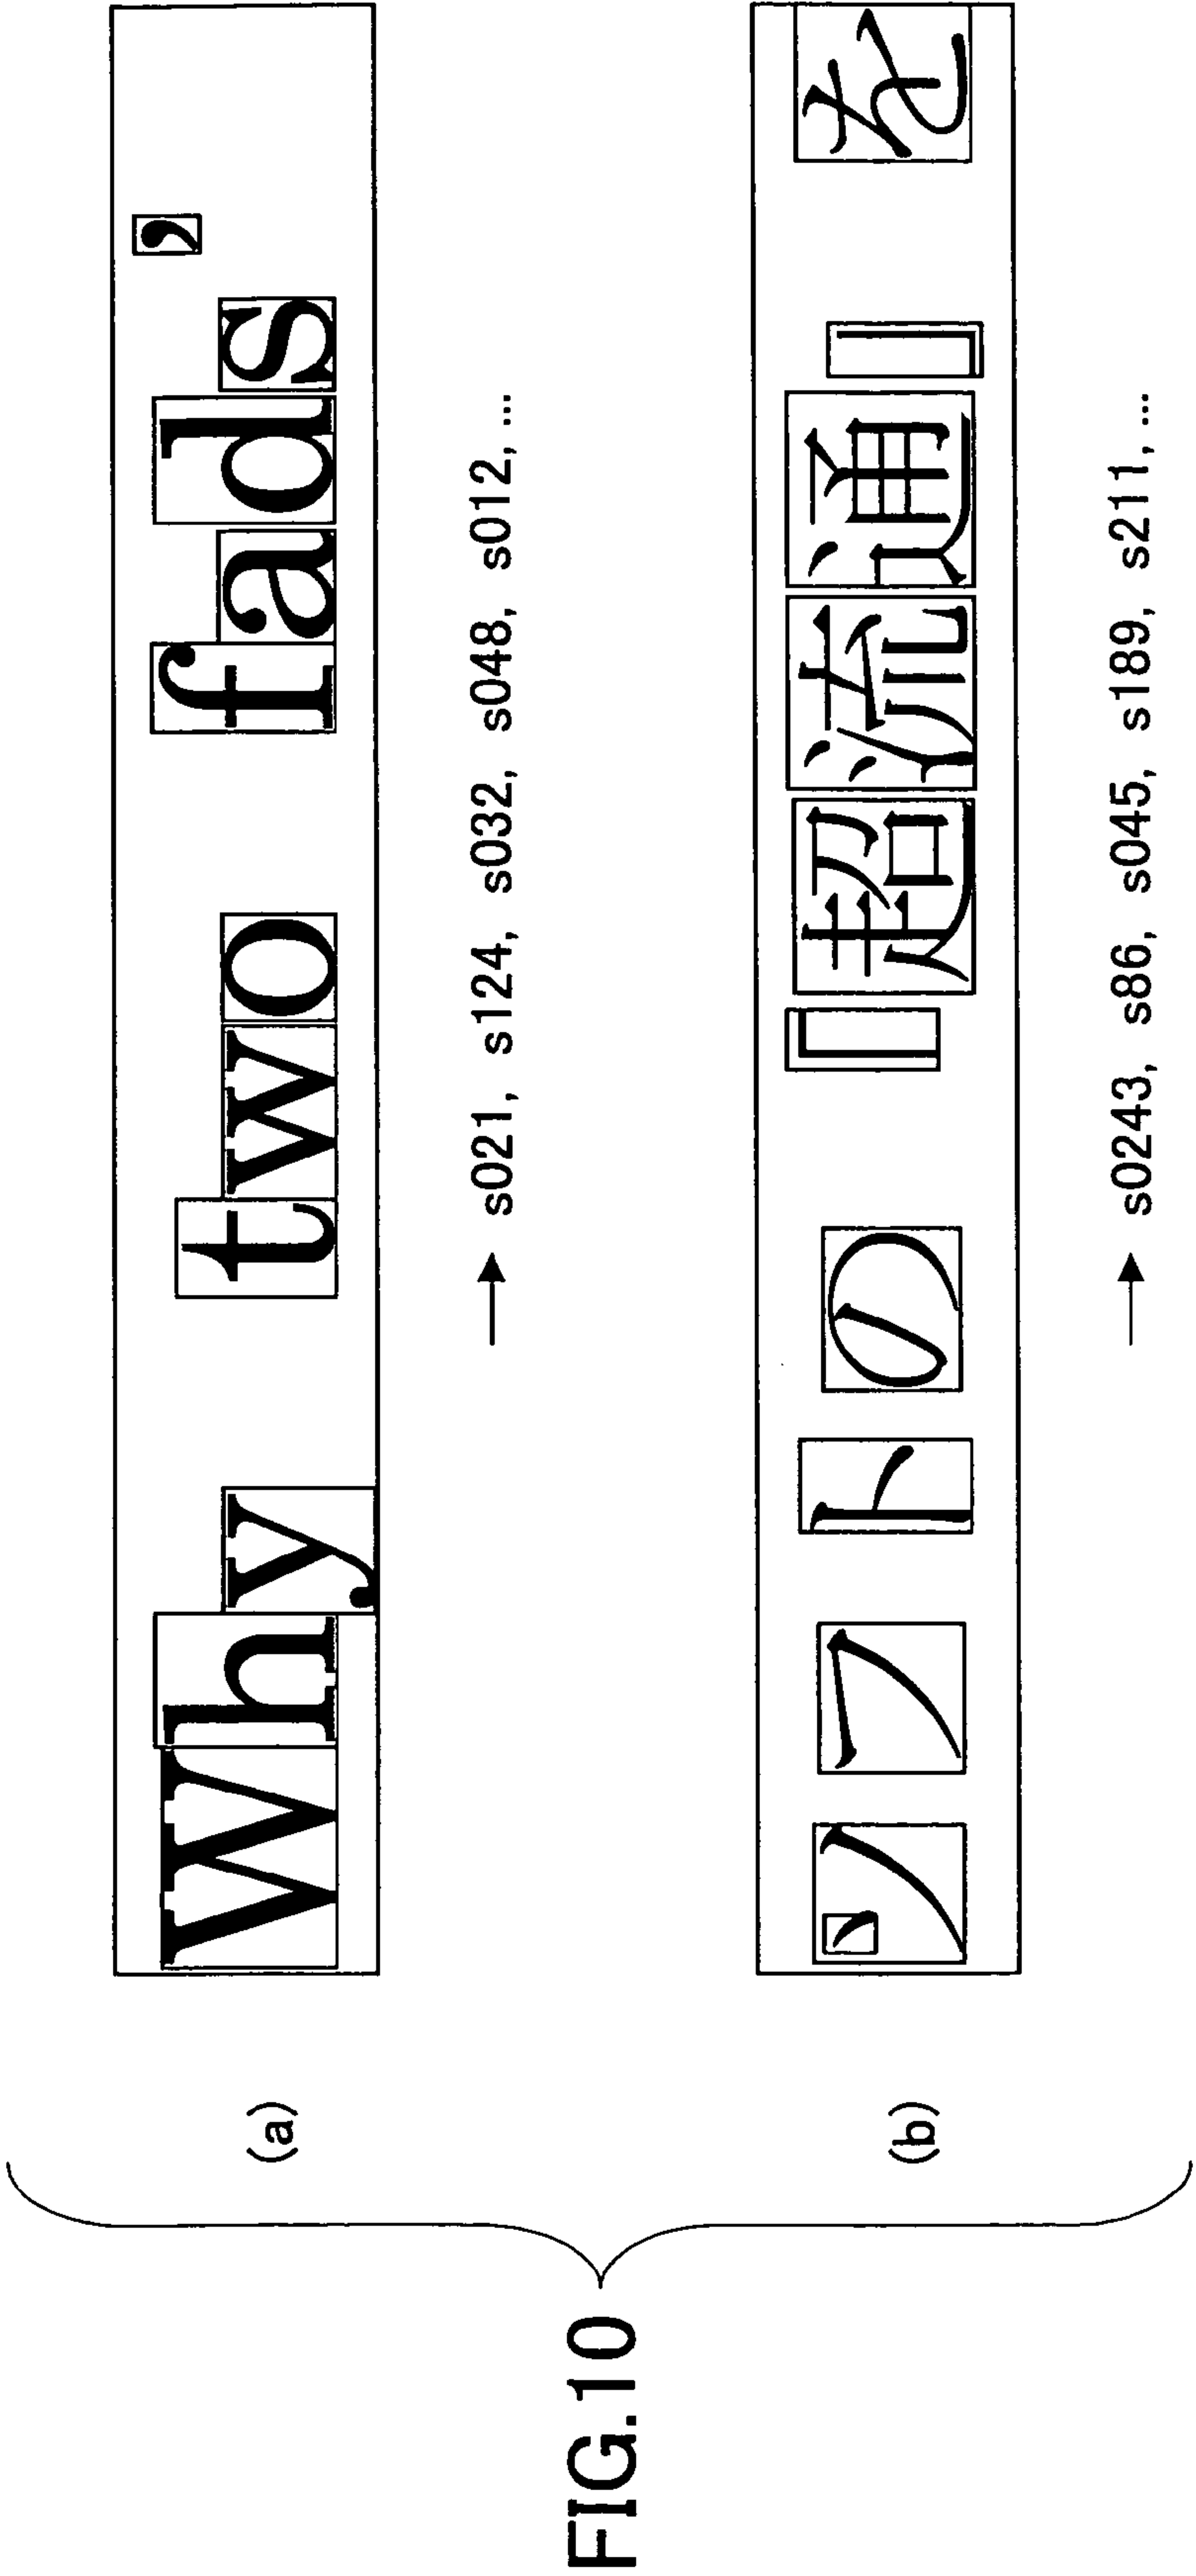 FIG.10
(a)
Why two fads ’
→ s021, s124, s032, s048, s012, ...
(b)
ソフトの「超流通」を
→ s0243, s86, s045, s189, s211, ...